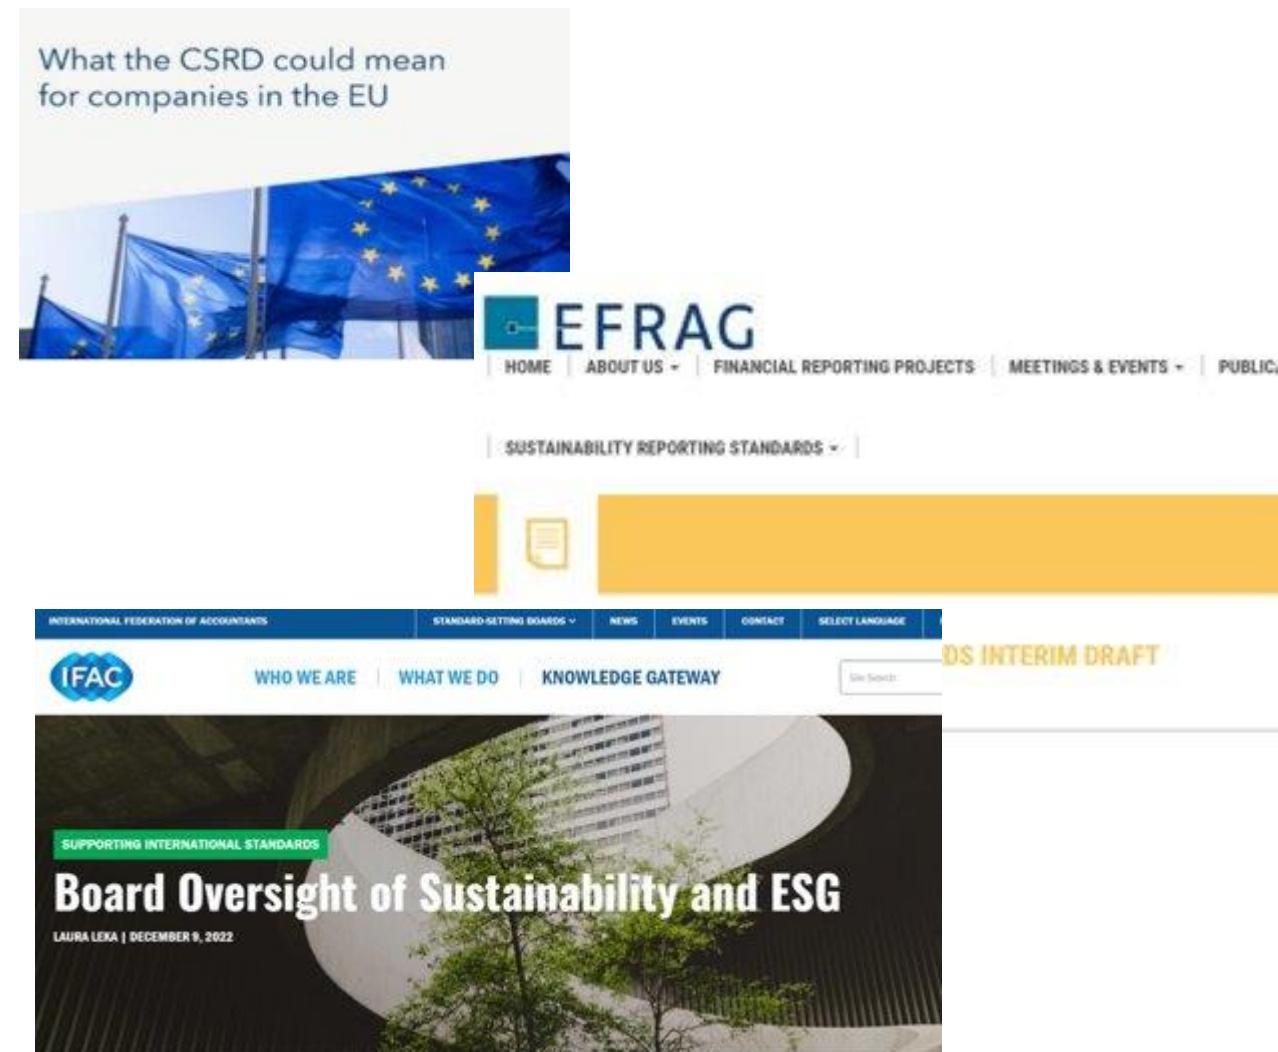 What the CSRD could mean
for companies in the EU
EFRAG
HOME ABOUT US FINANCIAL REPORTING PROJECTS MEETINGS & EVENTS PUBLIC
SUSTAINABILITY REPORTING STANDARDS
DS INTERIM DRAFT
INTERNATIONAL FEDERATION OF ACCOUNTANTS STANDARD-SETTING BOARDS NEWS EVENTS CONTACT SELECT LANGUAGE
IFAC WHO WE ARE WHAT WE DO KNOWLEDGE GATEWAY Site Search
SUPPORTING INTERNATIONAL STANDARDS
Board Oversight of Sustainability and ESG
LAURA LEKA | DECEMBER 9, 2022